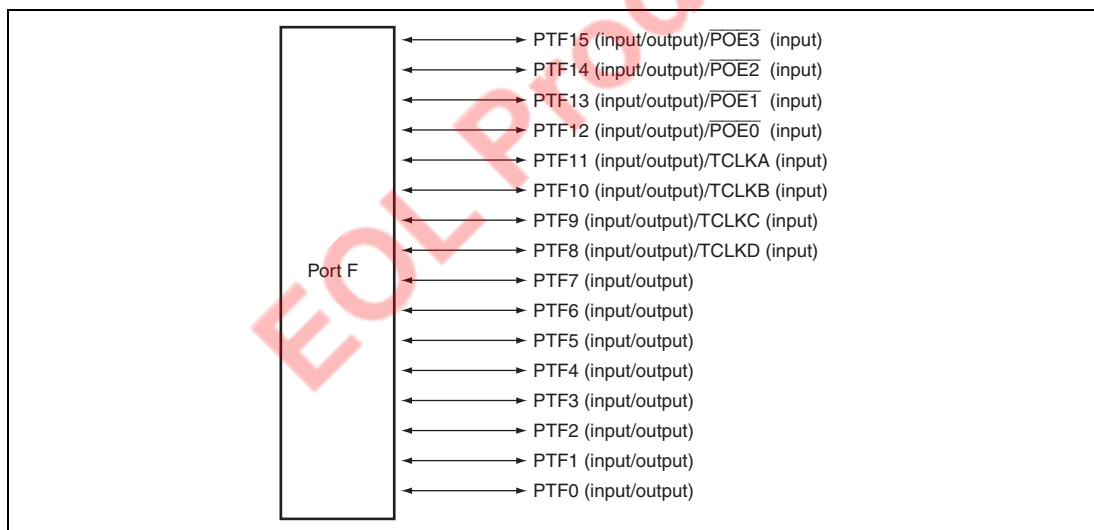 PTF15 (input/output)/POE3 (input)
PTF14 (input/output)/POE2 (input)
PTF13 (input/output)/POE1 (input)
PTF12 (input/output)/POE0 (input)
PTF11 (input/output)/TCLKA (input)
PTF10 (input/output)/TCLKB (input)
PTF9 (input/output)/TCLKC (input)
PTF8 (input/output)/TCLKD (input)
Port F
PTF7 (input/output)
PTF6 (input/output)
PTF5 (input/output)
PTF4 (input/output)
PTF3 (input/output)
PTF2 (input/output)
PTF1 (input/output)
PTF0 (input/output)
EOL